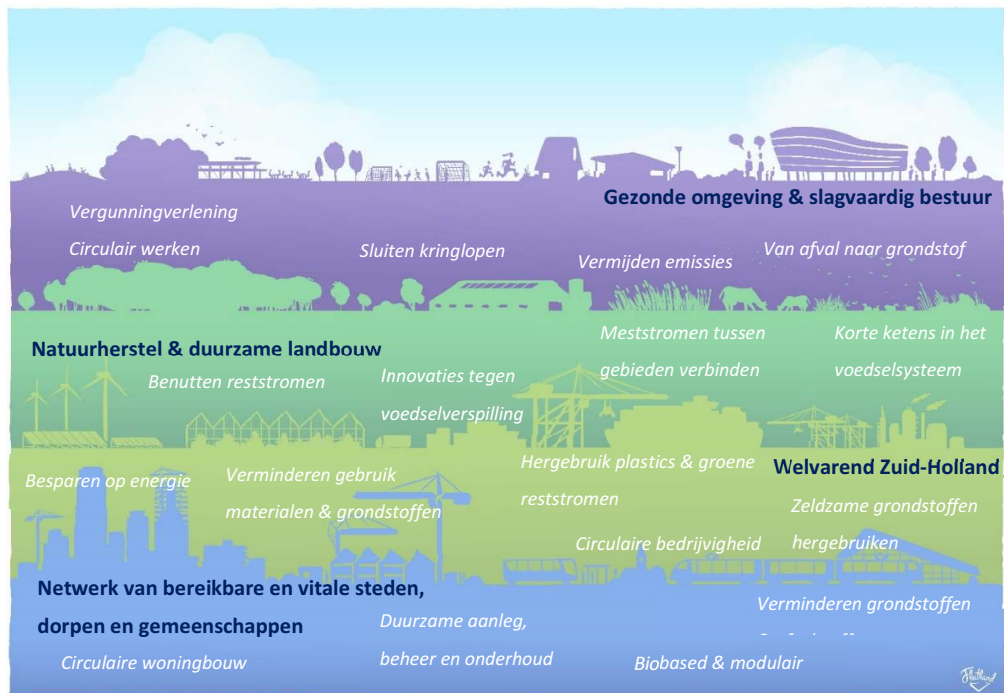 Gezonde omgeving & slagvaardig bestuur
Vergunningverlening
Circulair werken
Sluiten kringlopen
Vermijden emissies
Van afval naar grondstof
Natuurherstel & duurzame landbouw
Benutten reststromen
Innovaties tegen
voedselverspilling
Meststromen tussen
gebieden verbinden
Korte ketens in het
voedselsysteem
Welvarend Zuid-Holland
Besparen op energie
Verminderen gebruik
materialen & grondstoffen
Hergebruik plastics & groene
reststromen
Circulaire bedrijvigheid
Zeldzame grondstoffen
hergebruiken
Netwerk van bereikbare en vitale steden,
dorpen en gemeenschappen
Circulaire woningbouw
Duurzame aanleg,
beheer en onderhoud
Verminderen grondstoffen
Biobased & modulair
Flatland